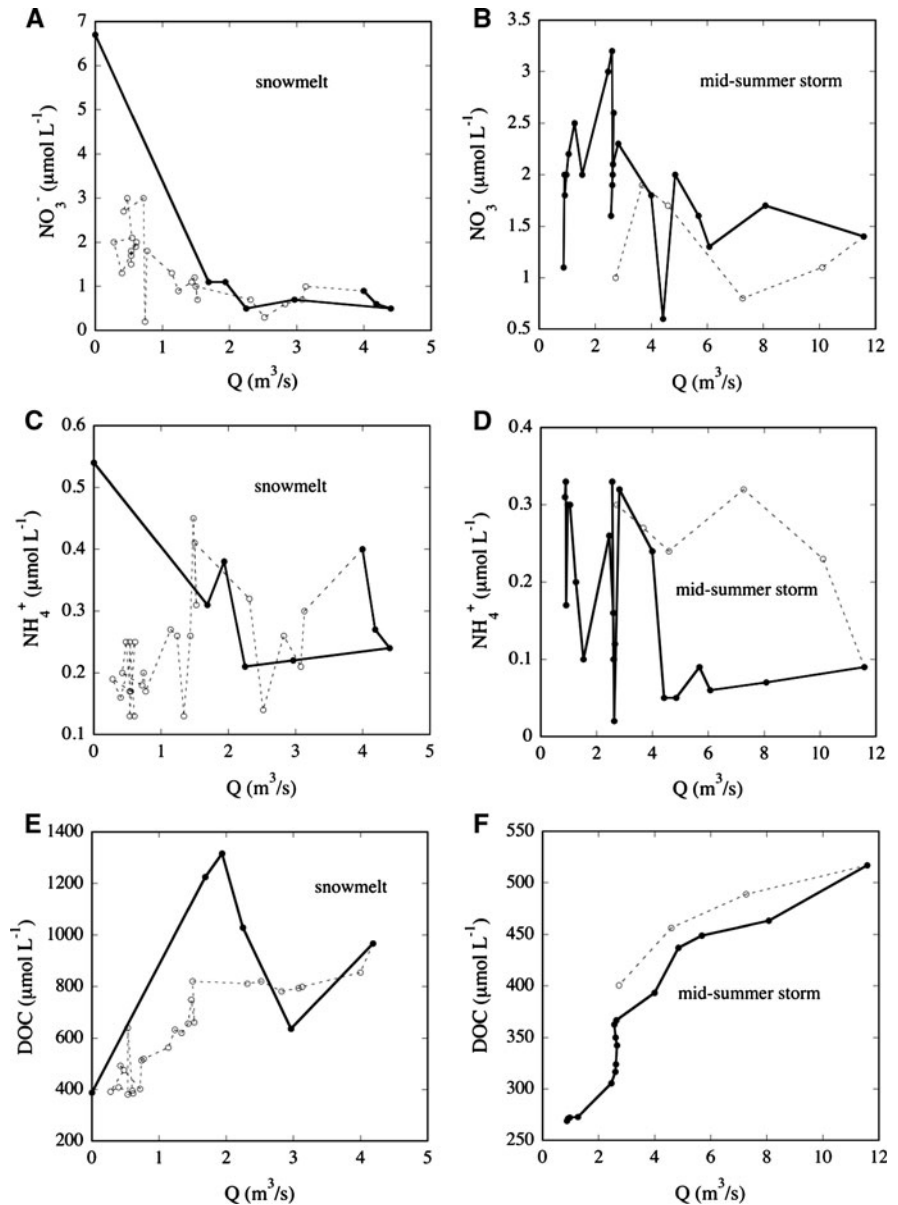 A
B
7
6
5
4
3
2
1
0
NO3- (μmol L-1)
snowmelt
0 1 2 3 4 5
Q (m3/s)
3.5
3
2.5
2
1.5
1
0.5
NO3- (μmol L-1)
mid-summer storm
0 2 4 6 8 10 12
Q (m3/s)
C
D
0.6
0.5
0.4
0.3
0.2
0.1
NH4+ (μmol L-1)
snowmelt
0 1 2 3 4 5
Q (m3/s)
0.4
0.3
0.2
0.1
0
NH4+ (μmol L-1)
mid-summer storm
0 2 4 6 8 10 12
Q (m3/s)
E
F
1400
1200
1000
800
600
400
200
DOC (μmol L-1)
snowmelt
0 1 2 3 4 5
Q (m3/s)
550
500
450
400
350
300
250
DOC (μmol L-1)
mid-summer storm
0 2 4 6 8 10 12
Q (m3/s)